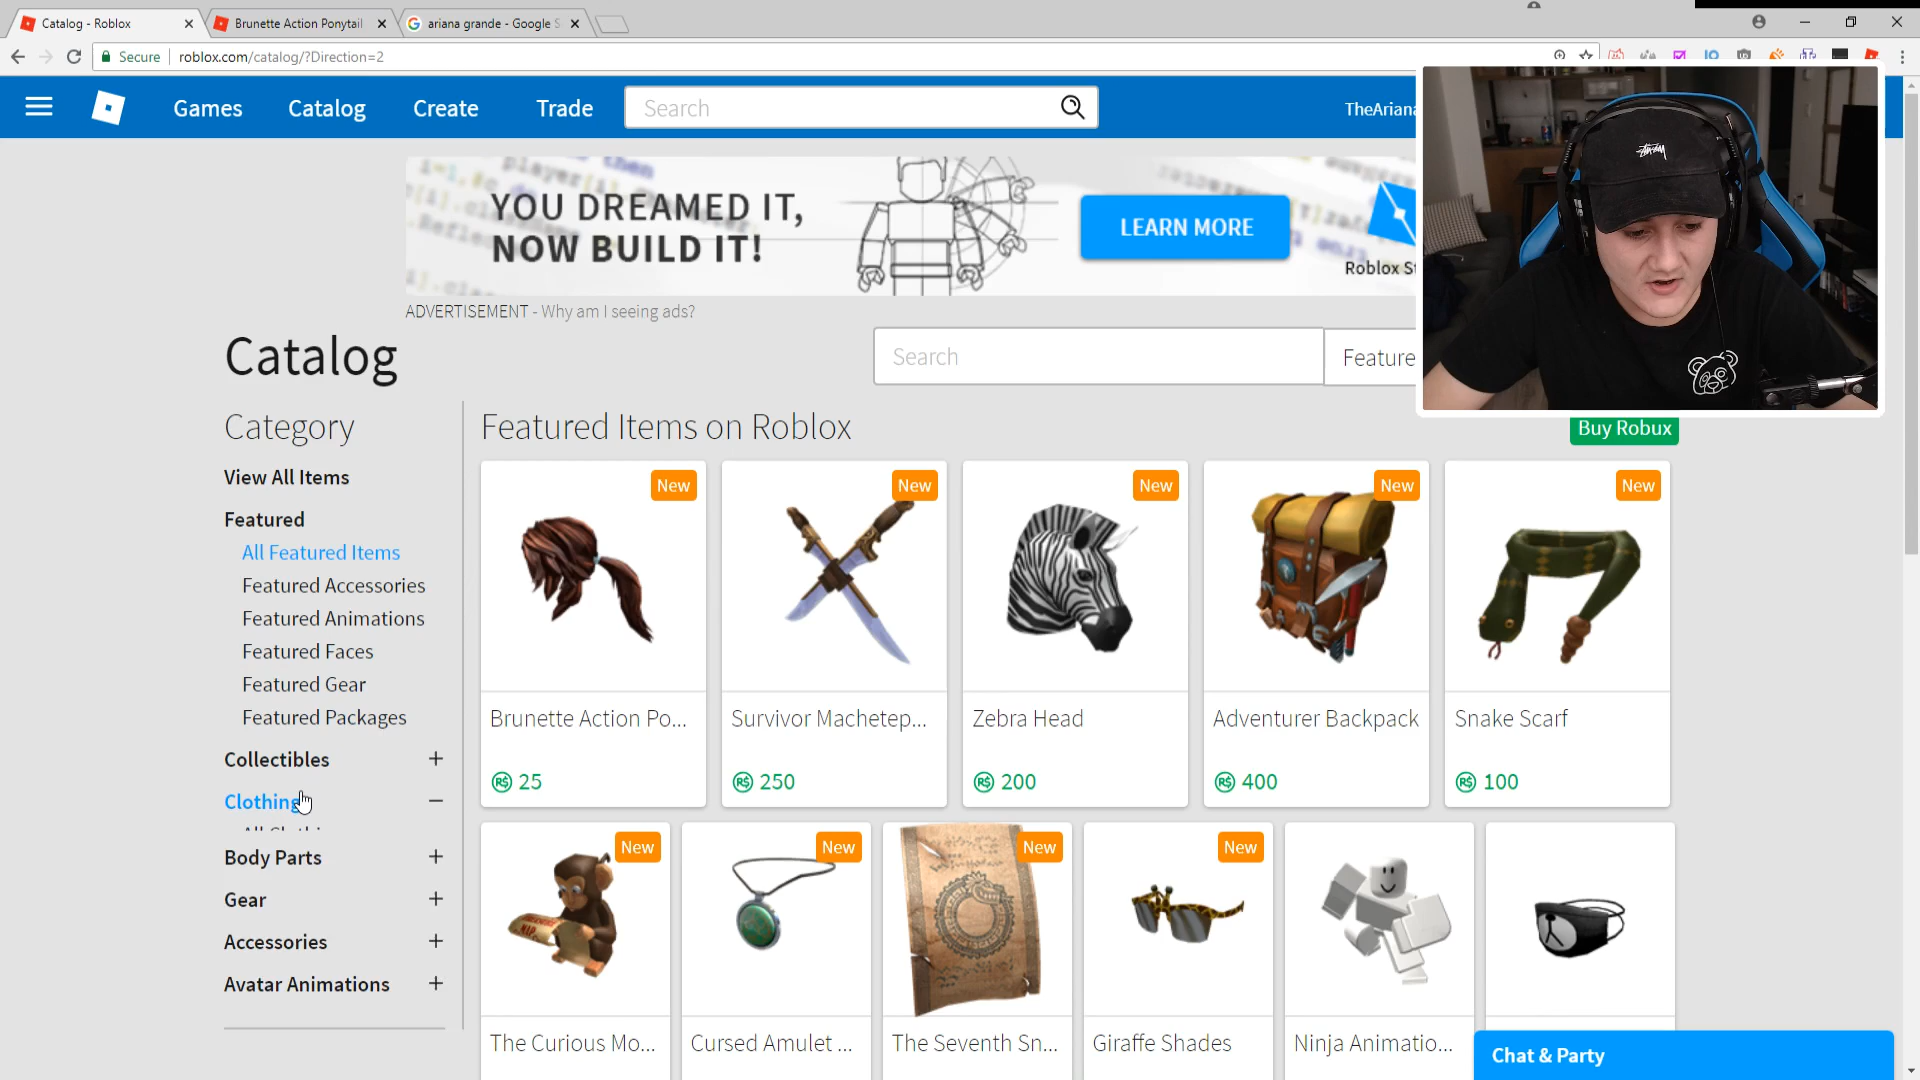 Catalog - Roblox
Brunette Action Ponytail
ariana grande - Google S
Secure
roblox.com/catalog/?Direction=2
Games
Catalog
Create
Trade
Search
TheAriana
YOU DREAMED IT,
NOW BUILD IT!
LEARN MORE
Roblox St
ADVERTISEMENT - Why am I seeing ads?
Catalog
Search
Feature
Category
Featured Items on Roblox
Buy Robux
View All Items
Featured
All Featured Items
Featured Accessories
Featured Animations
Featured Faces
Featured Gear
Featured Packages
Collectibles +
Clothing −
Body Parts +
Gear +
Accessories +
Avatar Animations +
New
New
New
New
New
Brunette Action Po...
Survivor Machetep...
Zebra Head
Adventurer Backpack
Snake Scarf
R$ 25
R$ 250
R$ 200
R$ 400
R$ 100
New
New
New
New
The Curious Mo...
Cursed Amulet ...
The Seventh Sn...
Giraffe Shades
Ninja Animatio...
Chat & Party